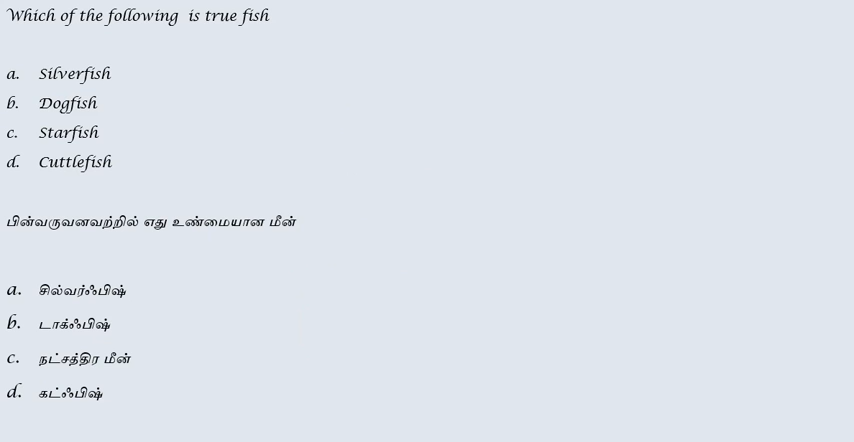 Which of the following  is true fish
a. Silverfish
b. Dogfish
c. Starfish
d. Cuttlefish
பின்வருவனவற்றில் எது உண்மையான மீன்
a. சில்வர்ஃபிஷ்
b. டாக்ஃபிஷ்
c. நட்சத்திர மீன்
d. கட்ஃபிஷ்